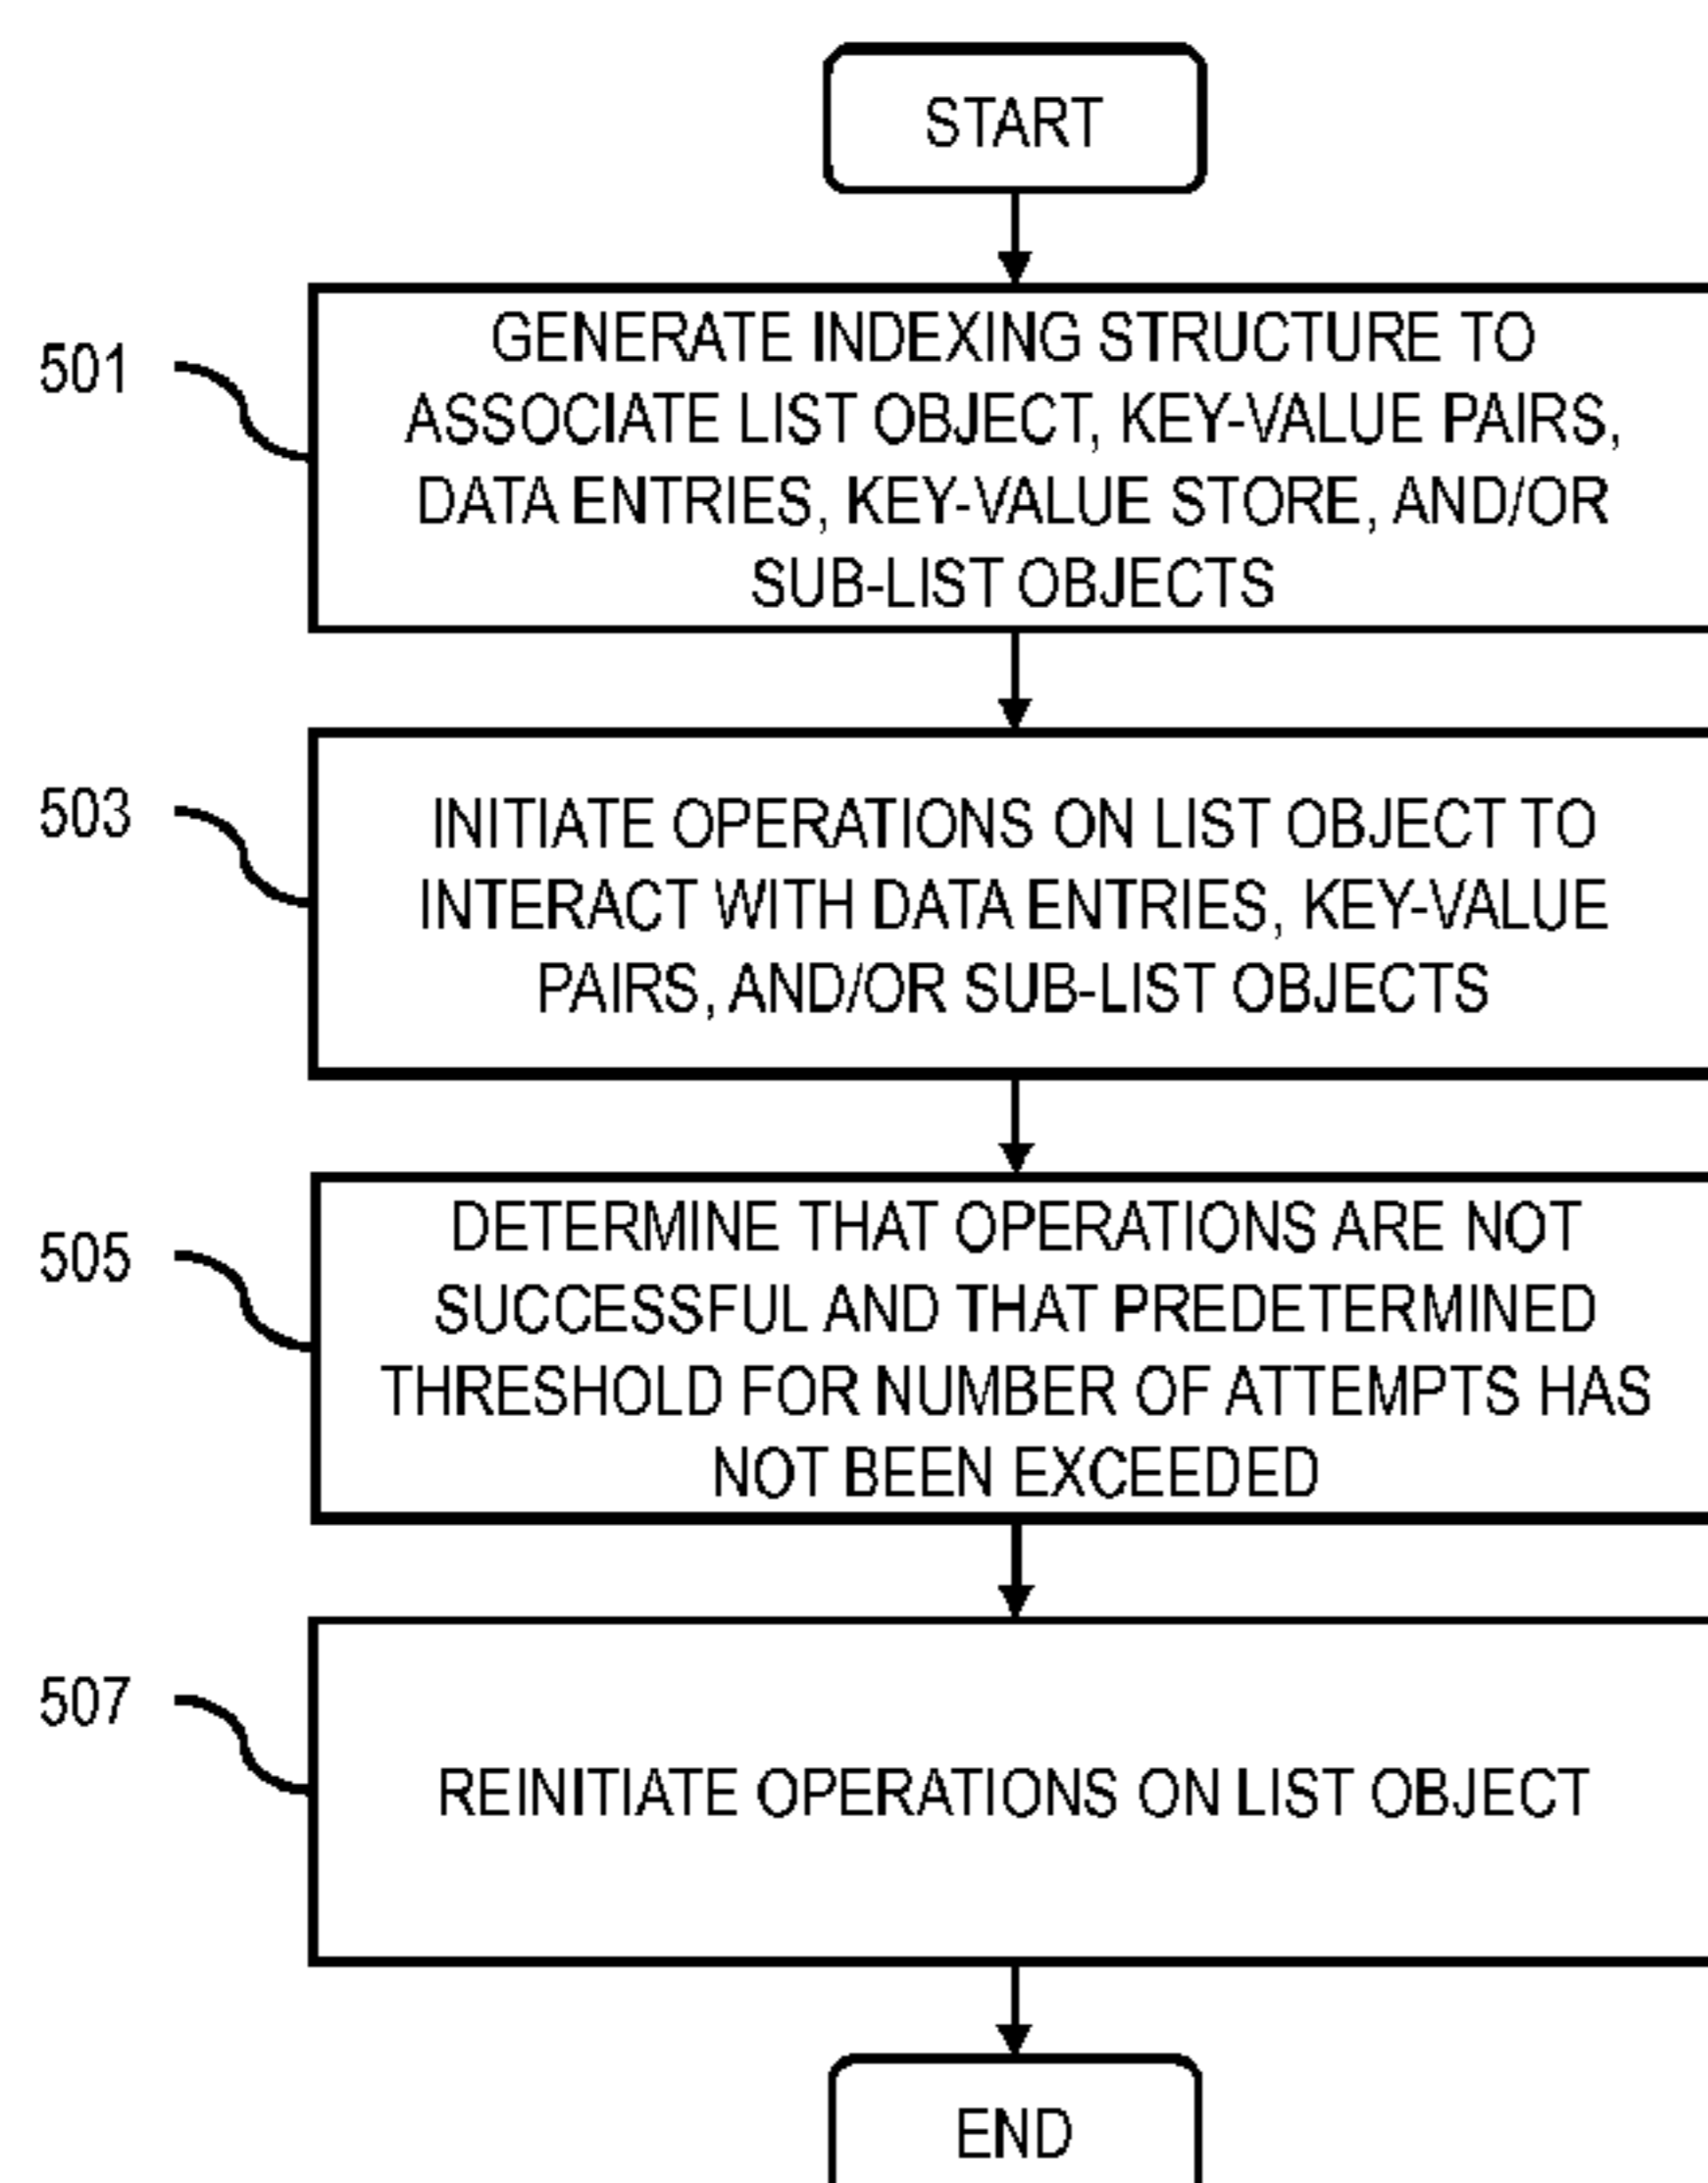 START
501
GENERATE INDEXING STRUCTURE TO
ASSOCIATE LIST OBJECT, KEY-VALUE PAIRS,
DATA ENTRIES, KEY-VALUE STORE, AND/OR
SUB-LIST OBJECTS
503
INITIATE OPERATIONS ON LIST OBJECT TO
INTERACT WITH DATA ENTRIES, KEY-VALUE
PAIRS, AND/OR SUB-LIST OBJECTS
505
DETERMINE THAT OPERATIONS ARE NOT
SUCCESSFUL AND THAT PREDETERMINED
THRESHOLD FOR NUMBER OF ATTEMPTS HAS
NOT BEEN EXCEEDED
507
REINITIATE OPERATIONS ON LIST OBJECT
END